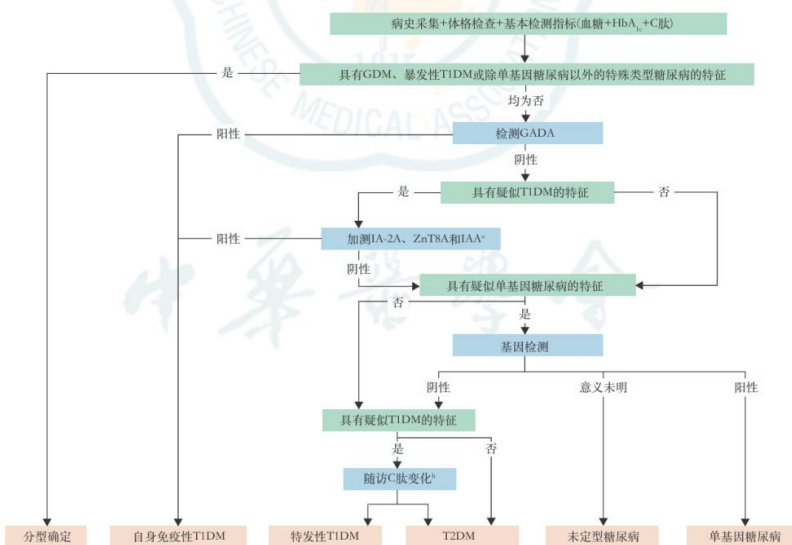 病史采集+体格检查+基本检测指标(血糖+HbA1c+C肽)
是
具有GDM、暴发性T1DM或除单基因糖尿病以外的特殊类型糖尿病的特征
均为否
阳性
检测GADA
阴性
是
具有疑似T1DM的特征
否
阳性
加测IA-2A、ZnT8A和IAAa
阴性
具有疑似单基因糖尿病的特征
否
是
基因检测
阴性
意义未明
阳性
具有疑似T1DM的特征
是
否
随访C肽变化b
分型确定
自身免疫性T1DM
特发性T1DM
T2DM
未定型糖尿病
单基因糖尿病
CHINESE MEDICAL ASSOCIATION
1915
中华医学会